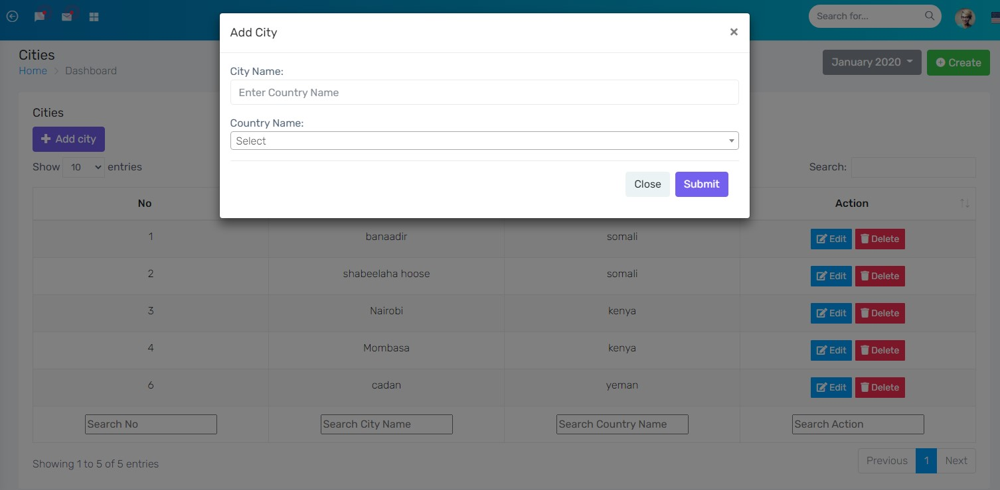 Search for...
Add City
×
Cities
Home > Dashboard
January 2020
Create
City Name:
Enter Country Name
Country Name:
Select
Close Submit
Cities
Add city
Show 10 entries
Search:
No Action
1 banaadir somali Edit Delete
2 shabeelaha hoose somali Edit Delete
3 Nairobi kenya Edit Delete
4 Mombasa kenya Edit Delete
6 cadan yeman Edit Delete
Search No Search City Name Search Country Name Search Action
Showing 1 to 5 of 5 entries
Previous 1 Next